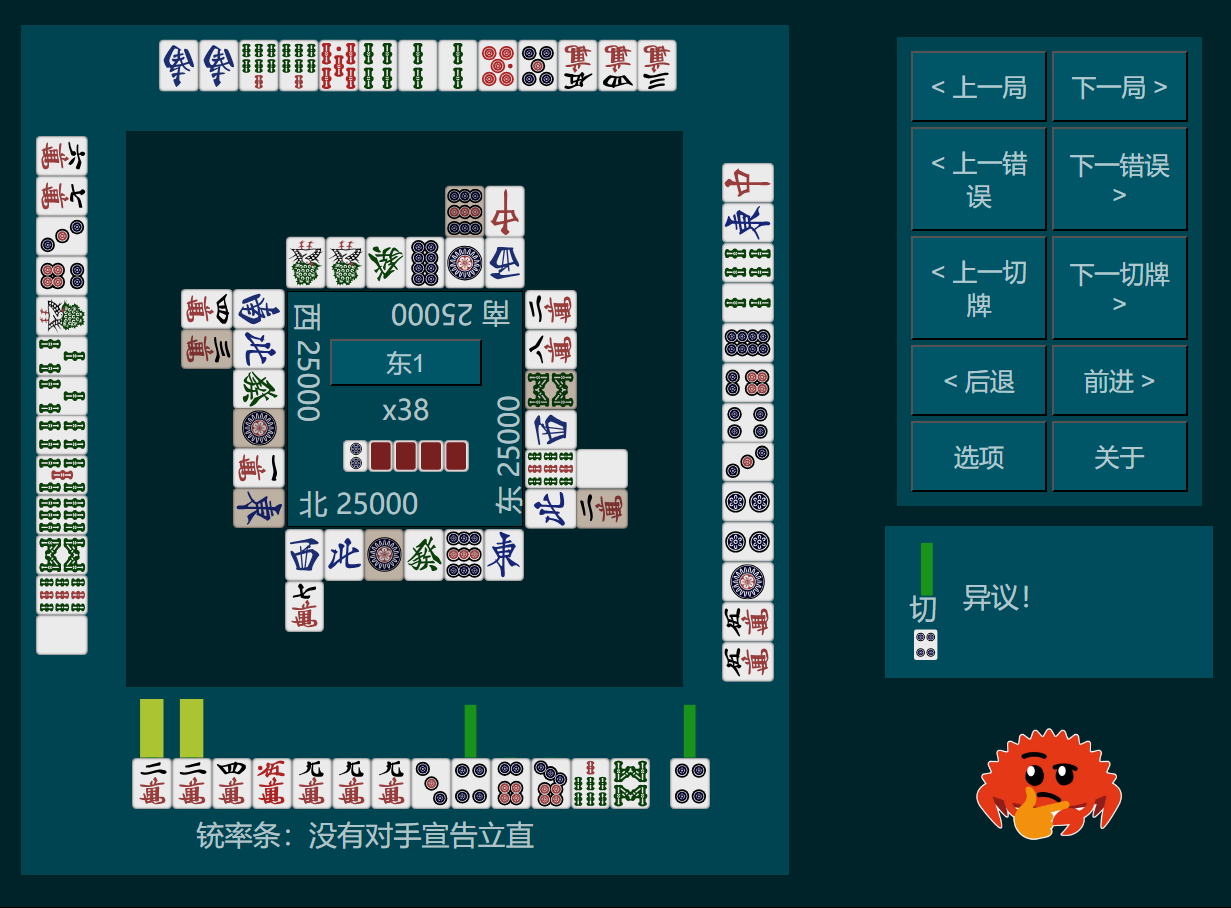 南 25000
西 25000
东1
x38
东 25000
北 25000
铳率条：没有对手宣告立直
< 上一局
下一局 >
< 上一错
误
下一错误
>
< 上一切
牌
下一切牌
>
< 后退
前进 >
选项
关于
切
异议！